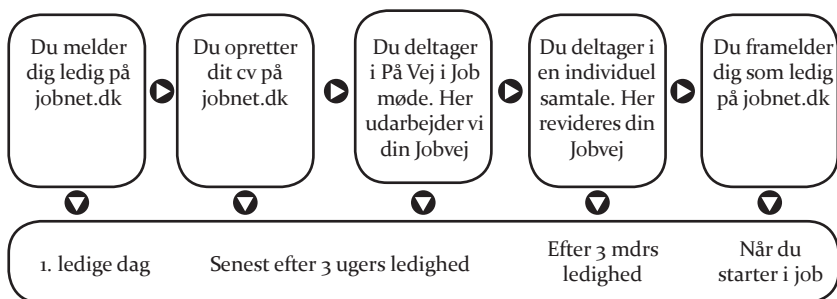 Du melder
dig ledig på
jobnet.dk
Du opretter
dit cv på
jobnet.dk
Du deltager
i På Vej i Job
møde. Her
udarbejder vi
din Jobvej
Du deltager i
en individuel
samtale. Her
revideres din
Jobvej
Du framelder
dig som ledig
på jobnet.dk
1. ledige dag
Senest efter 3 ugers ledighed
Efter 3 mdrs
ledighed
Når du
starter i job